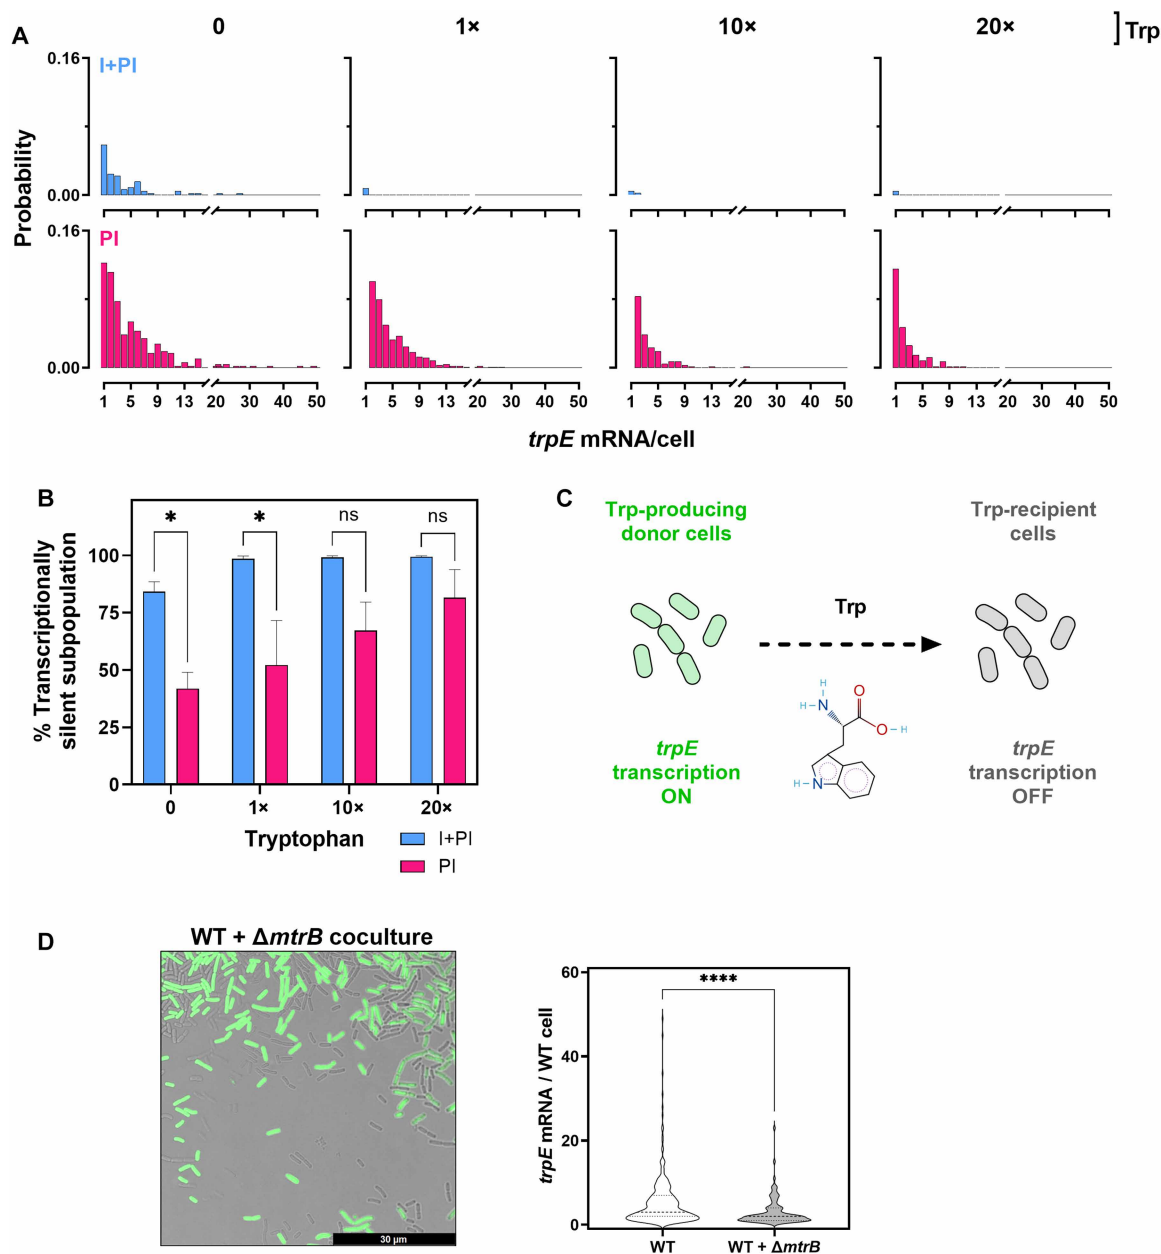 A
0
1×
10×
20×
Trp
I+PI
0.16
0.00
PI
0.16
0.00
Probability
1 5 9 13 20 30 40 50
1 5 9 13 20 30 40 50
1 5 9 13 20 30 40 50
1 5 9 13 20 30 40 50
trpE mRNA/cell
B
% Transcriptionally
silent subpopulation
100
75
50
25
0
*
*
ns
ns
0
1×
10×
20×
Tryptophan
I+PI
PI
C
Trp-producing
donor cells
Trp-recipient
cells
Trp
H
H
N
O
O
H
H
N
trpE
transcription
ON
trpE
transcription
OFF
D
WT + ΔmtrB coculture
30 µm
trpE mRNA / WT cell
60
40
20
0
****
WT
WT + ΔmtrB